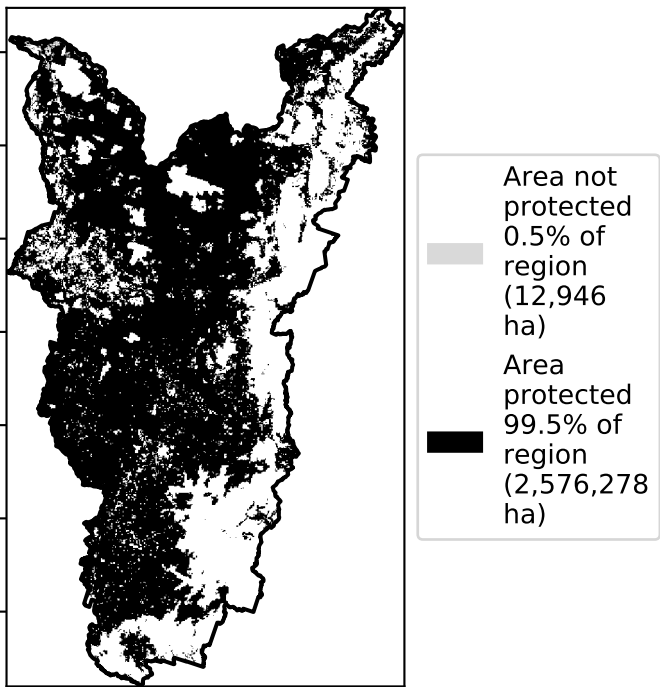 Area not
protected
0.5% of
region
(12,946
ha)
Area
protected
99.5% of
region
(2,576,278
ha)